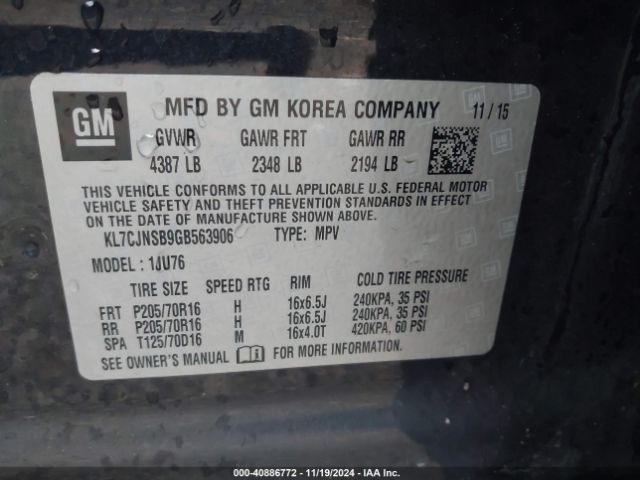 GM MFD BY GM KOREA COMPANY 11/15
GVWR GAWR FRT GAWR RR
4387 LB 2348 LB 2194 LB
THIS VEHICLE CONFORMS TO ALL APPLICABLE U.S. FEDERAL MOTOR
VEHICLE SAFETY AND THEFT PREVENTION STANDARDS IN EFFECT
ON THE DATE OF MANUFACTURE SHOWN ABOVE.
KL7CJNSB9GB563906 TYPE: MPV
MODEL: 1JU76
TIRE SIZE SPEED RTG RIM COLD TIRE PRESSURE
FRT P205/70R16 H 16x6.5J 240KPA, 35 PSI
RR P205/70R16 H 16x6.5J 240KPA, 35 PSI
SPA T125/70D16 M 16x4.0T 420KPA, 60 PSI
SEE OWNER'S MANUAL FOR MORE INFORMATION.
000-40886772 - 11/19/2024 - IAA Inc.